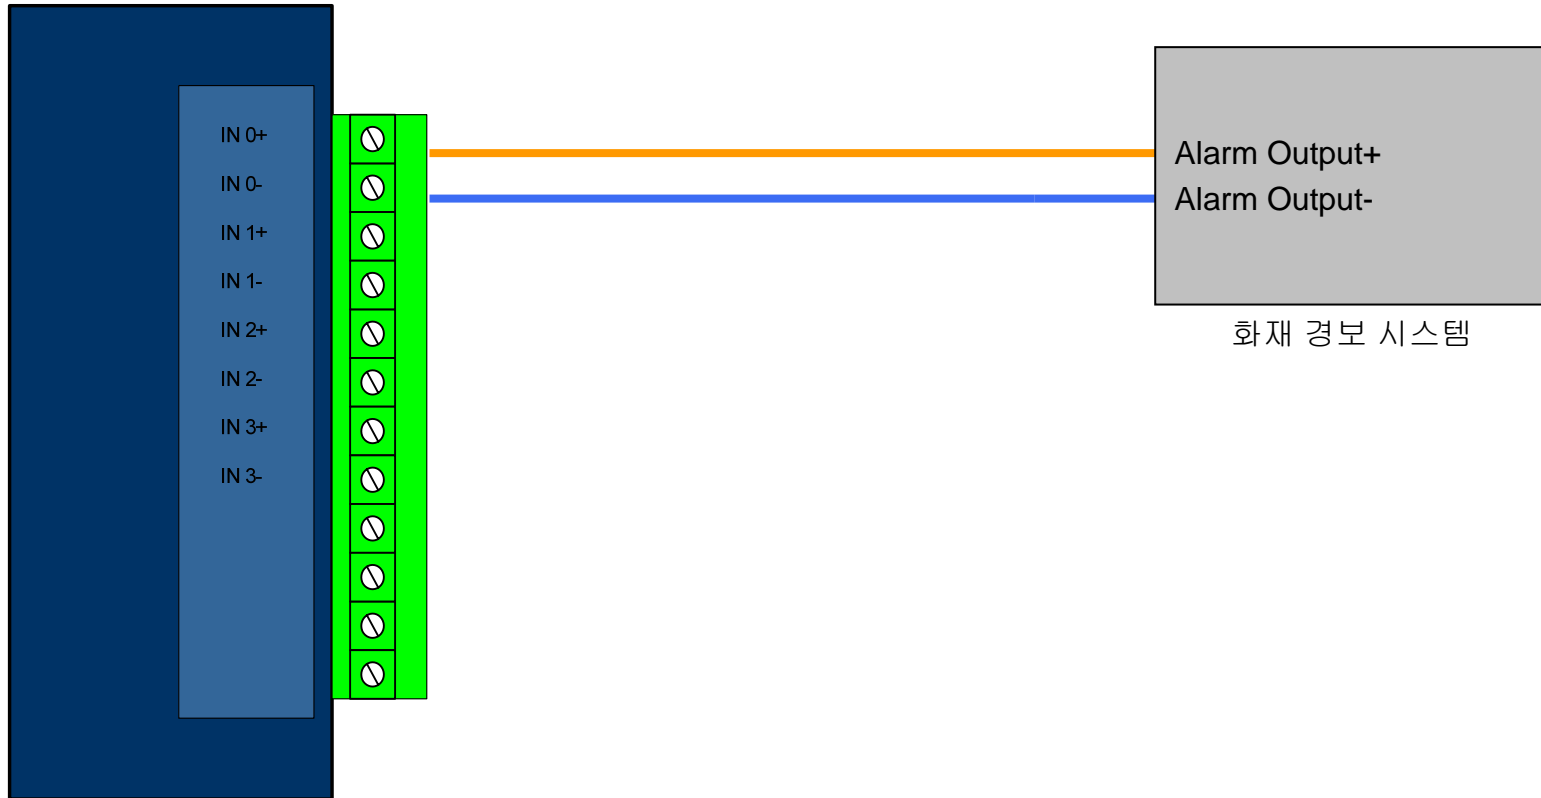 IN 0+
IN 0-
IN 1+
IN 1-
IN 2+
IN 2-
IN 3+
IN 3-
Alarm Output+
Alarm Output-
화재 경보 시스템